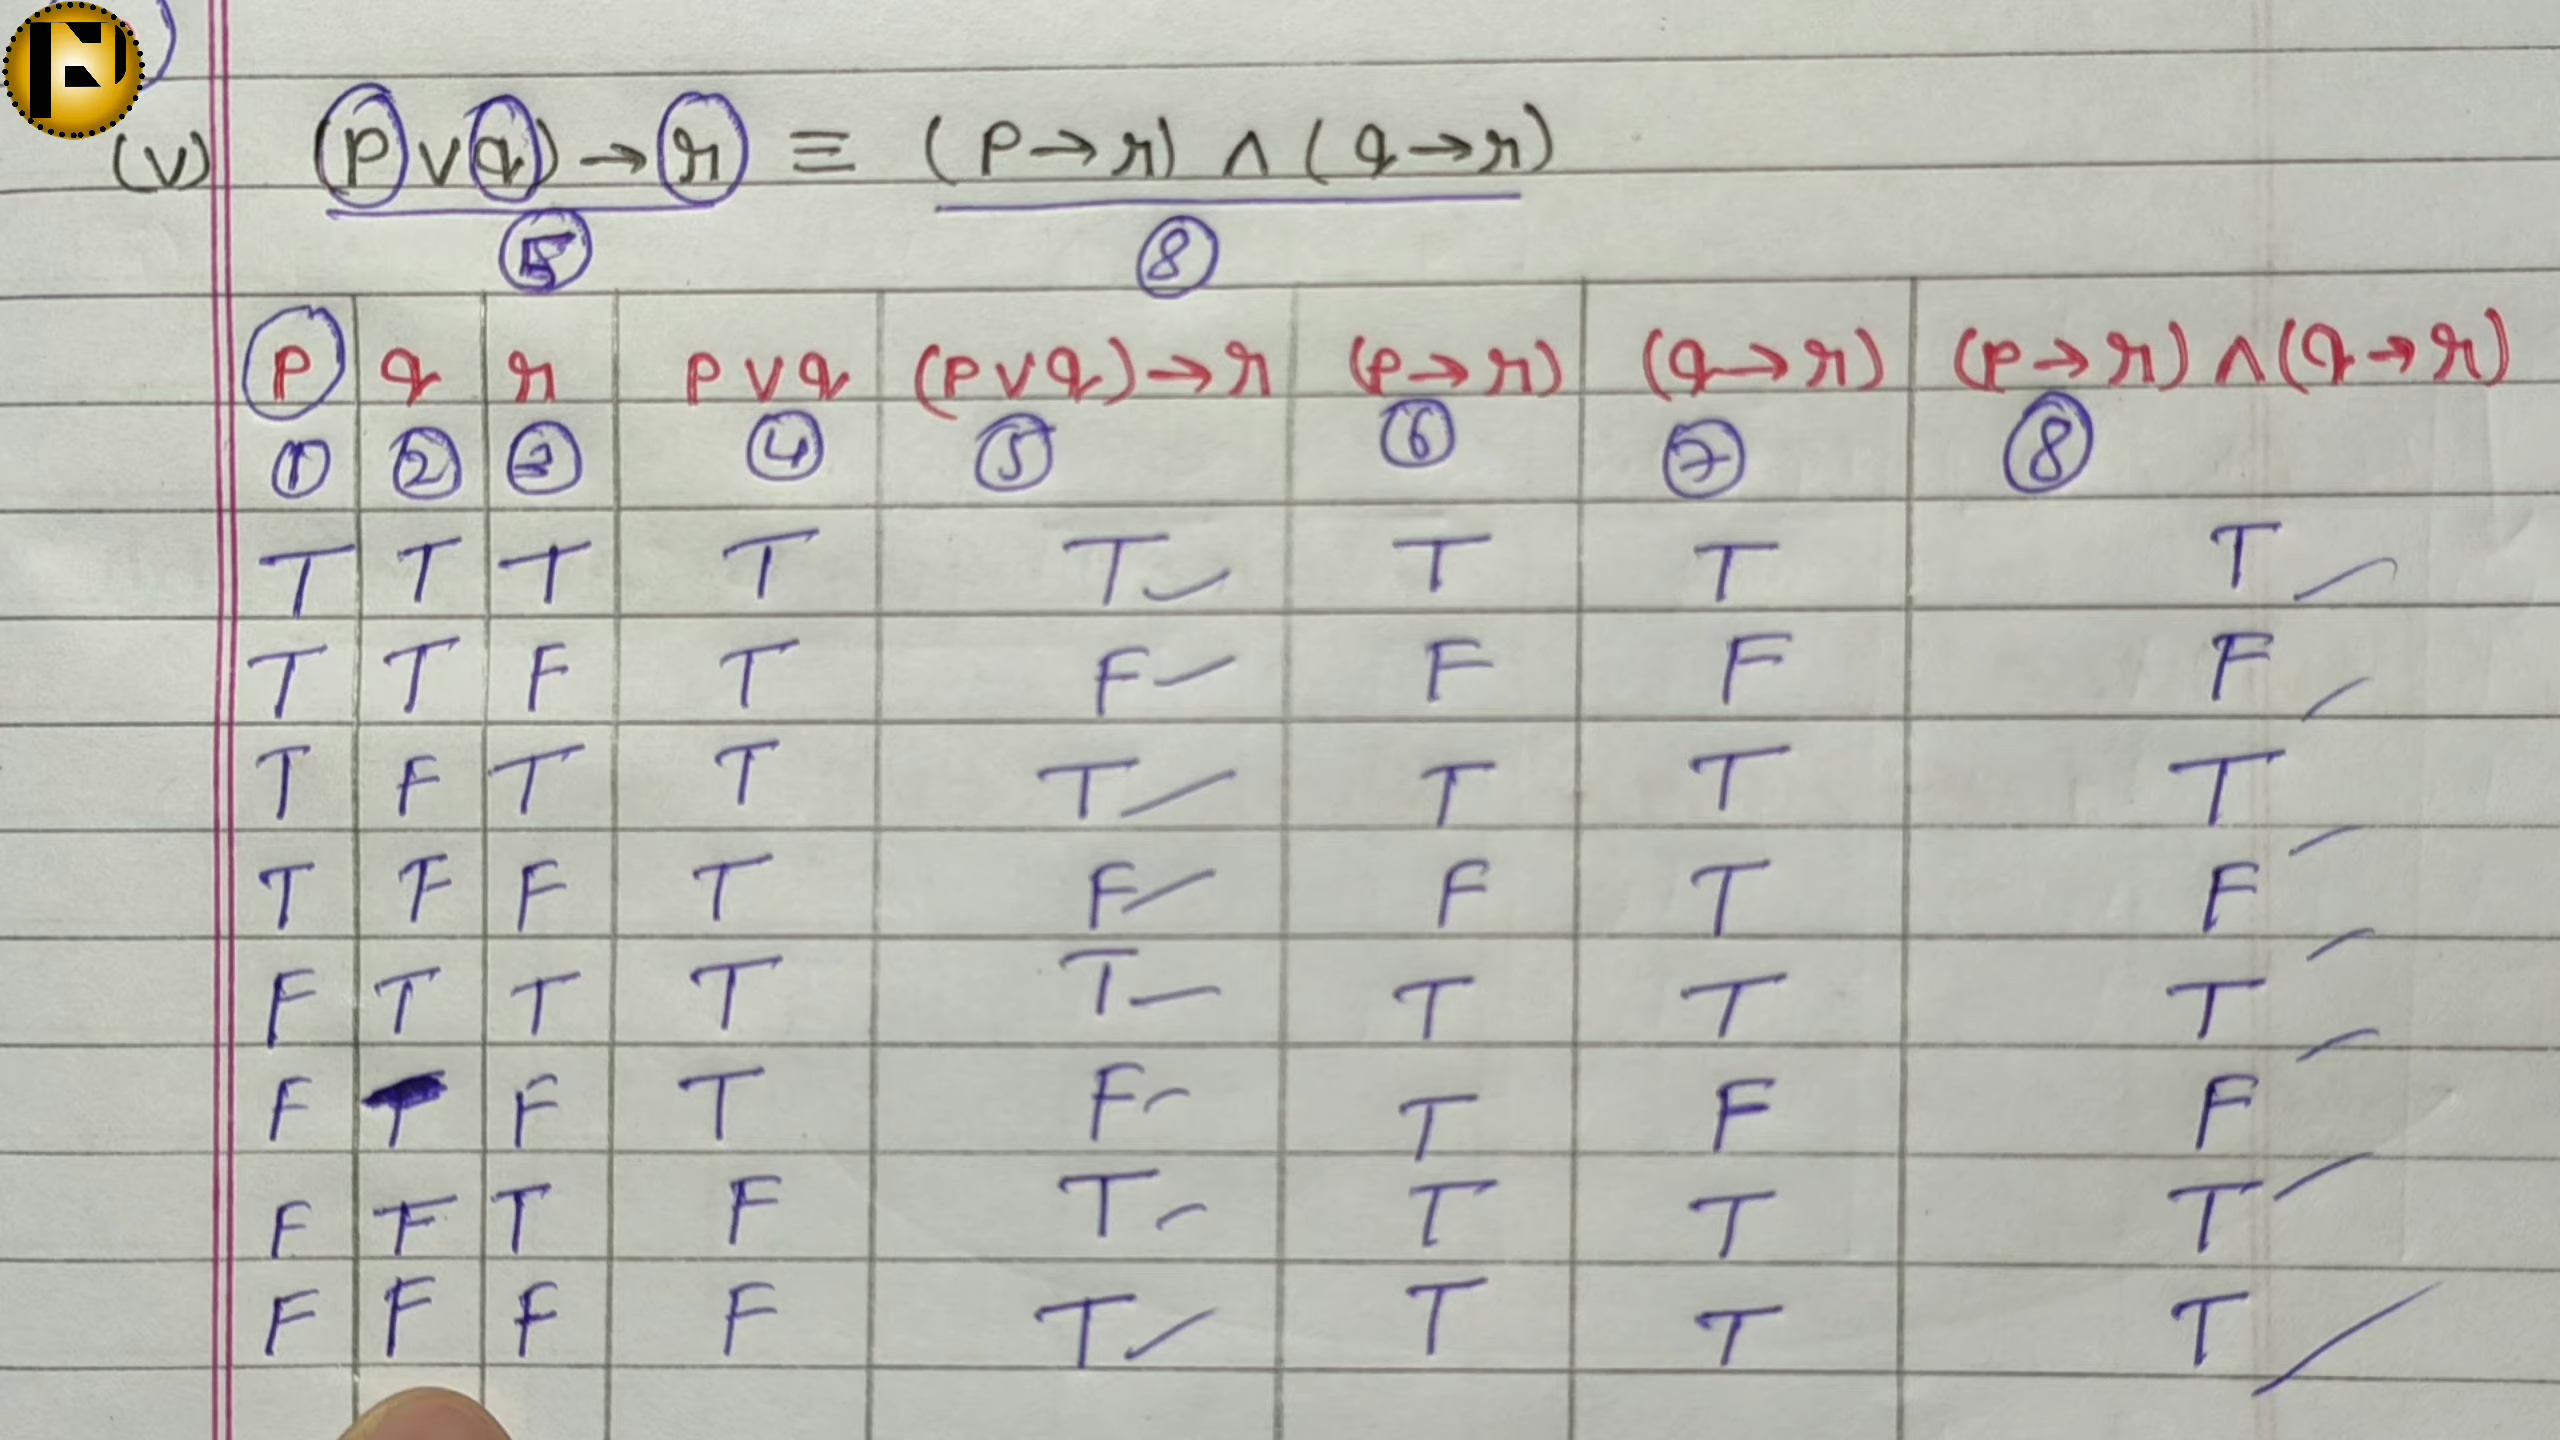 (v) (p∨q)→r ≡ (p→r) ∧ (q→r)
5 8
p q r p∨q (p∨q)→r (p→r) (q→r) (p→r) ∧ (q→r)
1 2 3 4 5 6 7 8
T T T T T T T T
T T F T F F F F
T F T T T T T T
T F F T F F T F
F T T T T T T T
F T F T F T F F
F F T F T T T T
F F F F T T T T